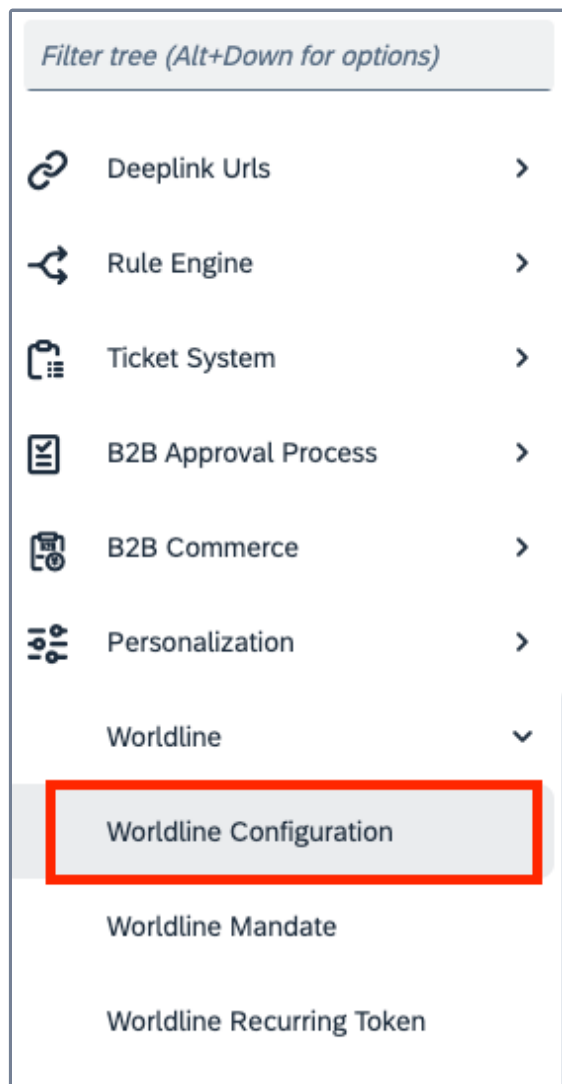 Filter tree (Alt+Down for options)
Deeplink Urls
Rule Engine
Ticket System
B2B Approval Process
B2B Commerce
Personalization
Worldline
Worldline Configuration
Worldline Mandate
Worldline Recurring Token